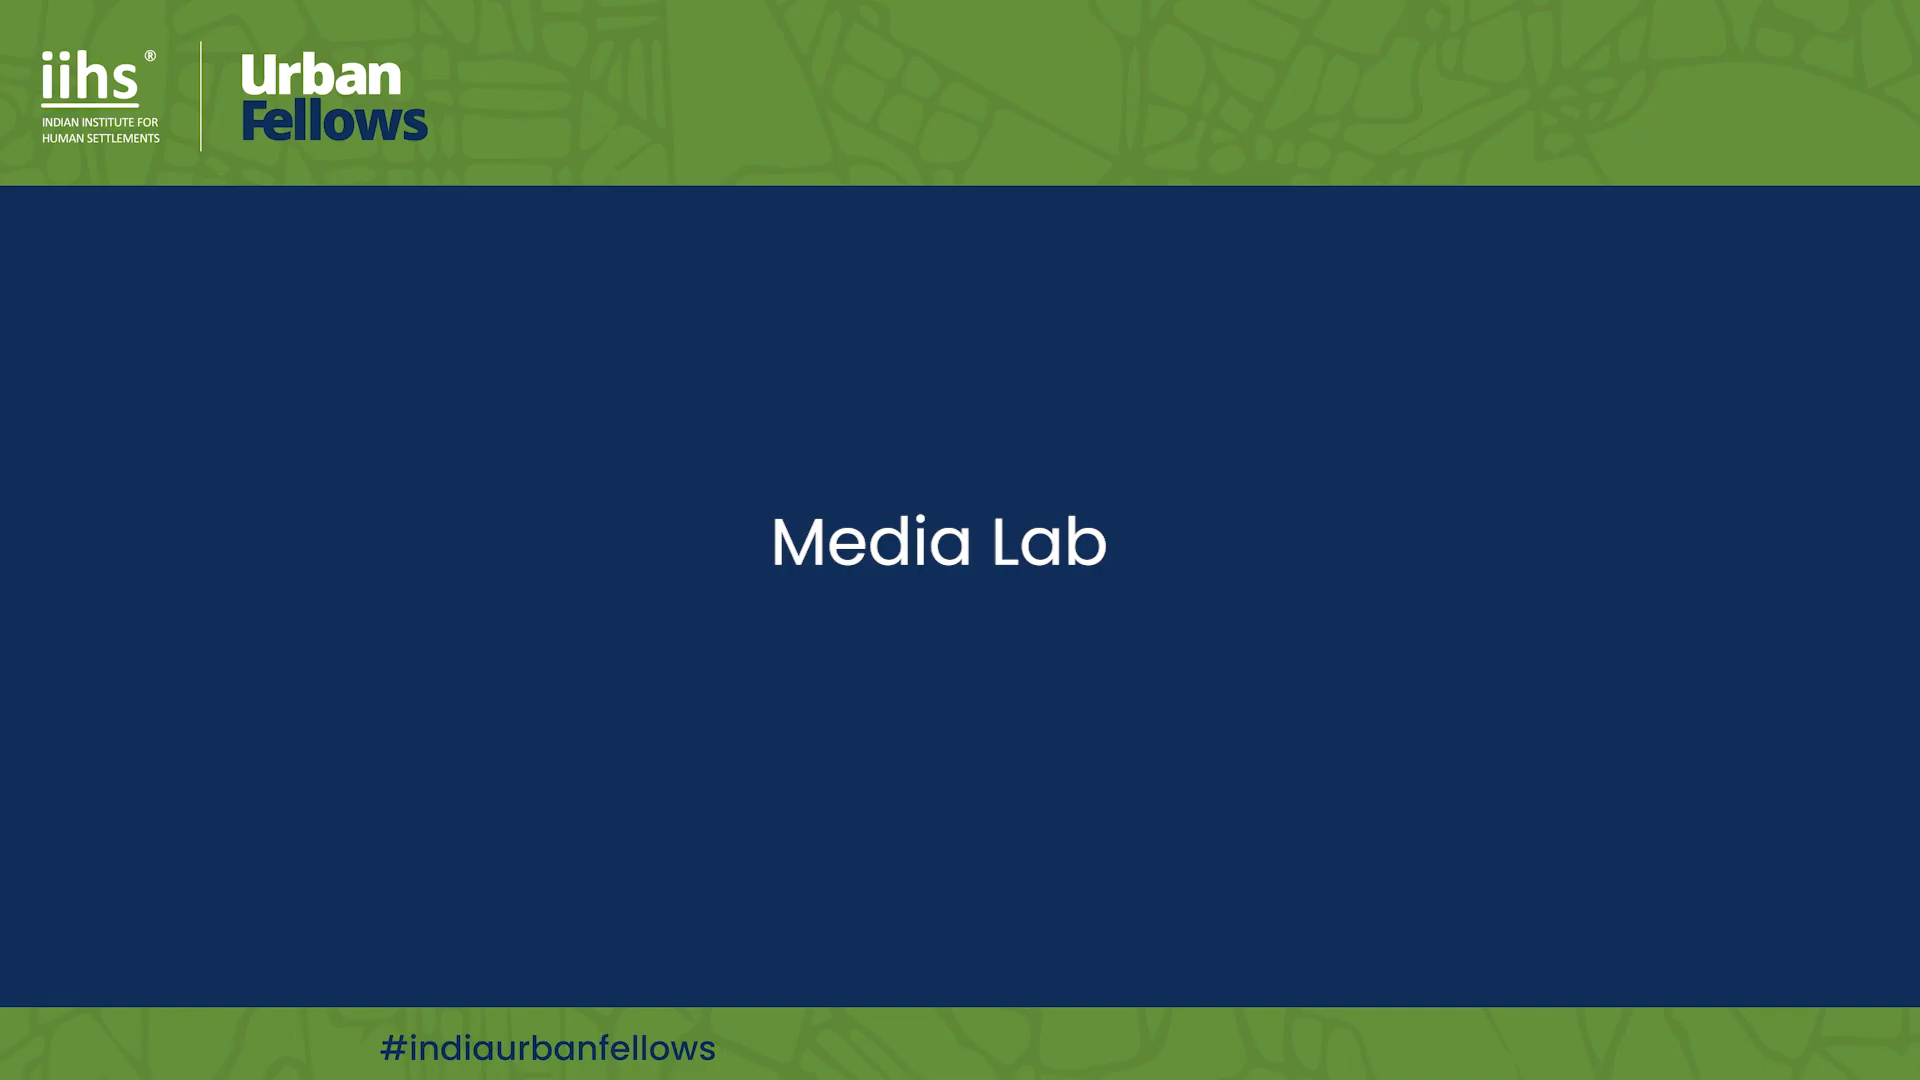 iihs®
INDIAN INSTITUTE FOR
HUMAN SETTLEMENTS
Urban
Fellows
Media Lab
#indiaurbanfellows